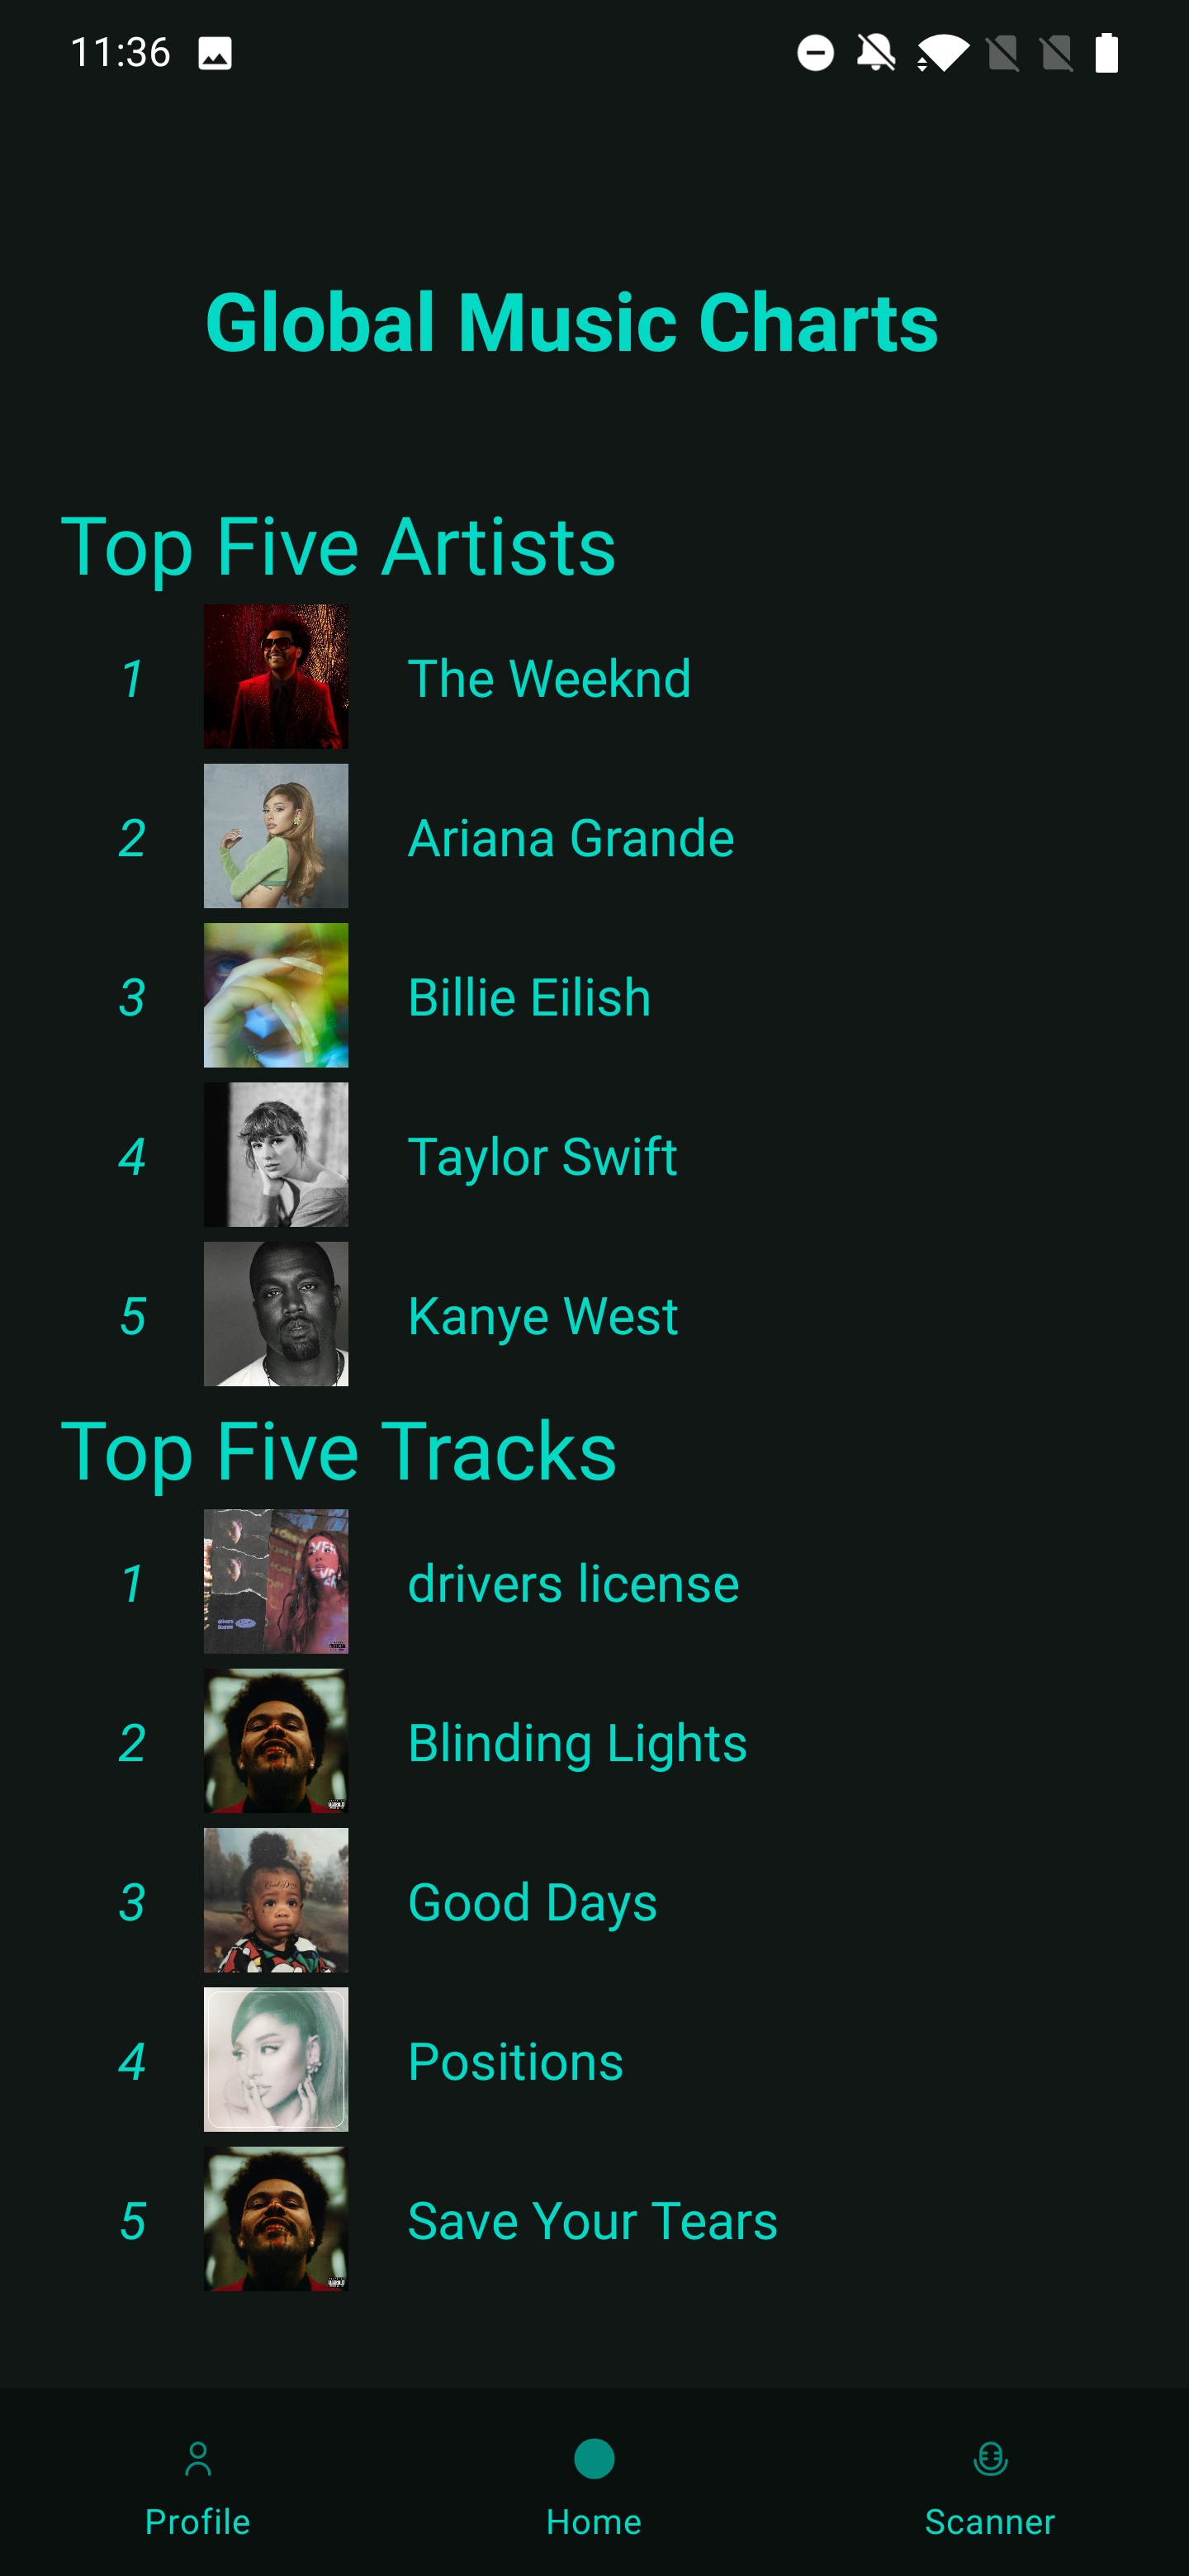 11:36
Global Music Charts
Top Five Artists
1 The Weeknd
2 Ariana Grande
3 Billie Eilish
4 Taylor Swift
5 Kanye West
Top Five Tracks
1 drivers license
2 Blinding Lights
3 Good Days
4 Positions
5 Save Your Tears
Profile Home Scanner